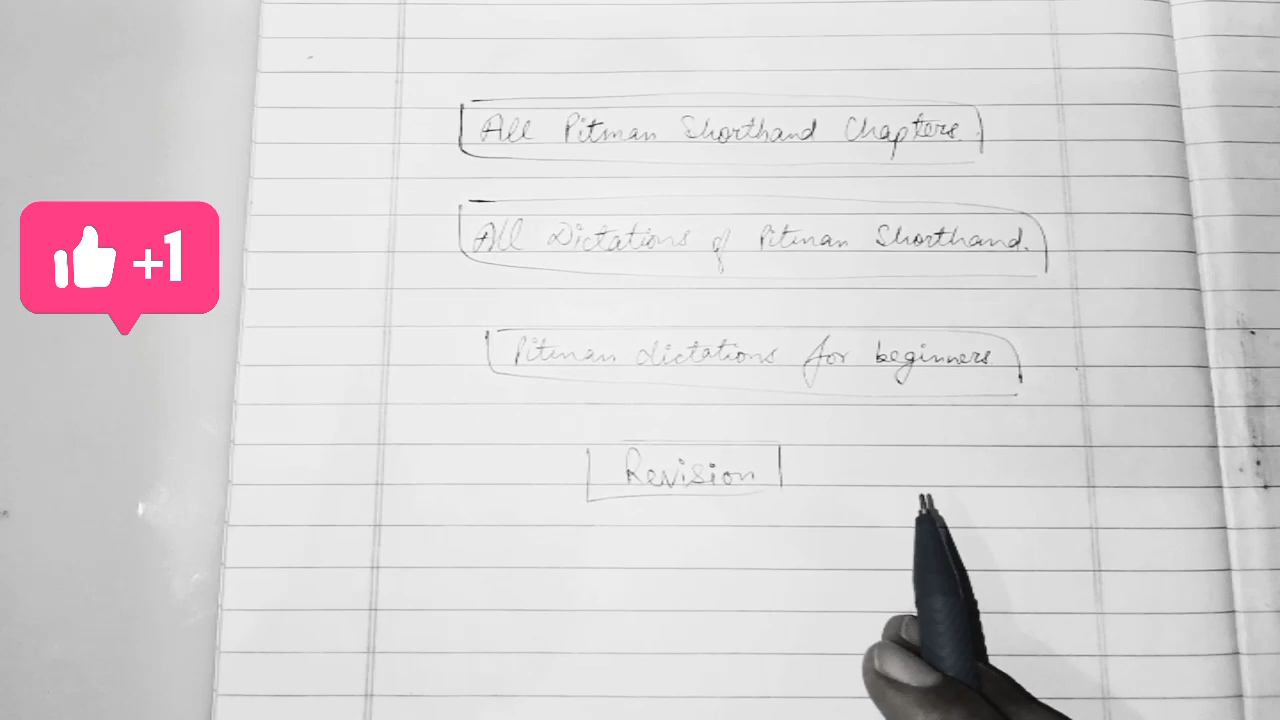 All Pitman Shorthand Chapters.
All Dictations of Pitman Shorthand.
+1
Pitman dictations for beginners
Revision